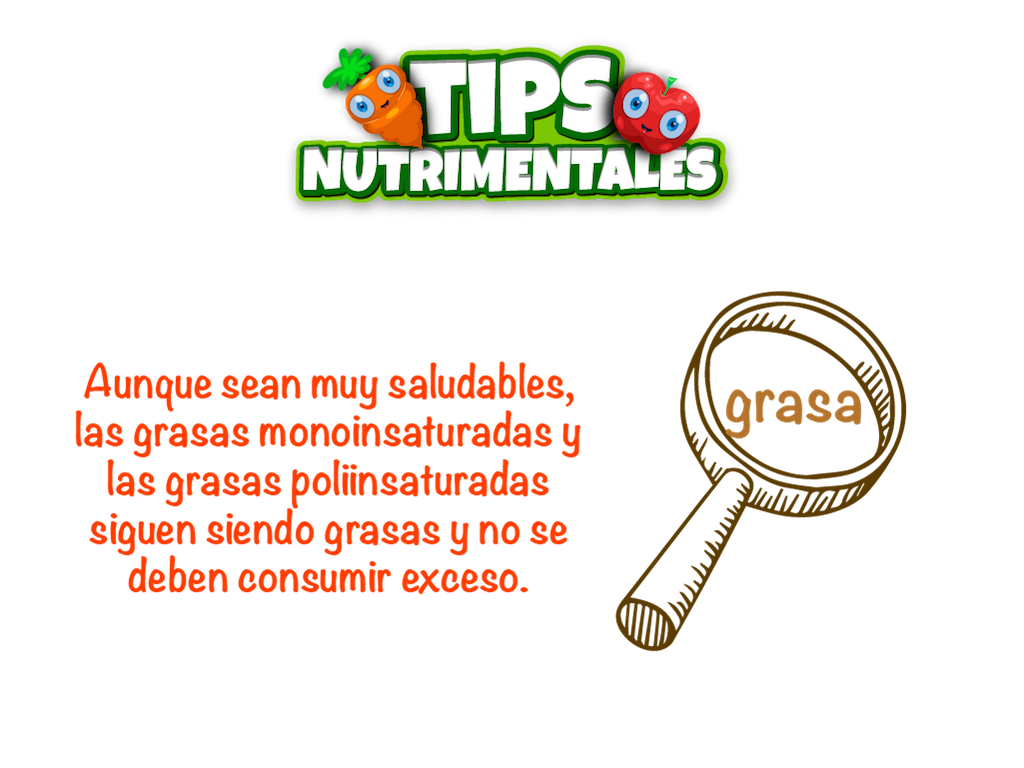 TIPS
NUTRIMENTALES
Aunque sean muy saludables,
las grasas monoinsaturadas y
las grasas poliinsaturadas
siguen siendo grasas y no se
deben consumir exceso.
grasa